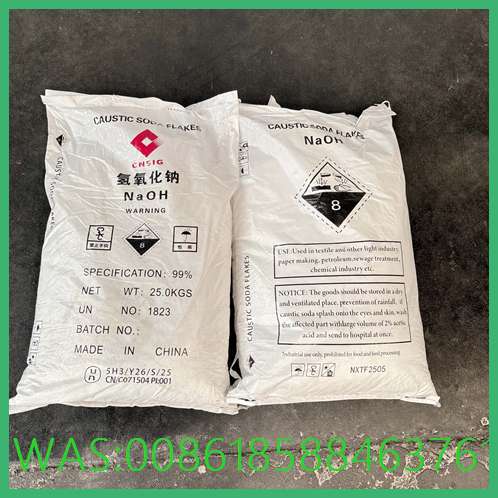 CAUSTIC SODA FLAKES
CNSIG
氢氧化钠
NaOH
WARNING
8
SPECIFICATION: 99%
NET WT: 25.0KGS
UN NO: 1823
BATCH NO.:
MADE IN CHINA
un
5H3/Y26/S/25
CN/C071504 PI:001
CAUSTIC SODA FLAKES
NaOH
8
CAUSTIC SODA FLAKES
USE:Used in textile and other light industry
paper making, petroleum,sewage treatment,
chemical industry etc.
NOTICE: The goods should be stored in a dry
and ventilated place, prevention of rainfall, if
caustic soda splash onto the eyes and skin, wash
the affected part withlarge volume of 2% acetic
acid and send to hospital at once.
Industrial use only, prohibited for food and feed processing
NXTF2505
WAS:008618588463761